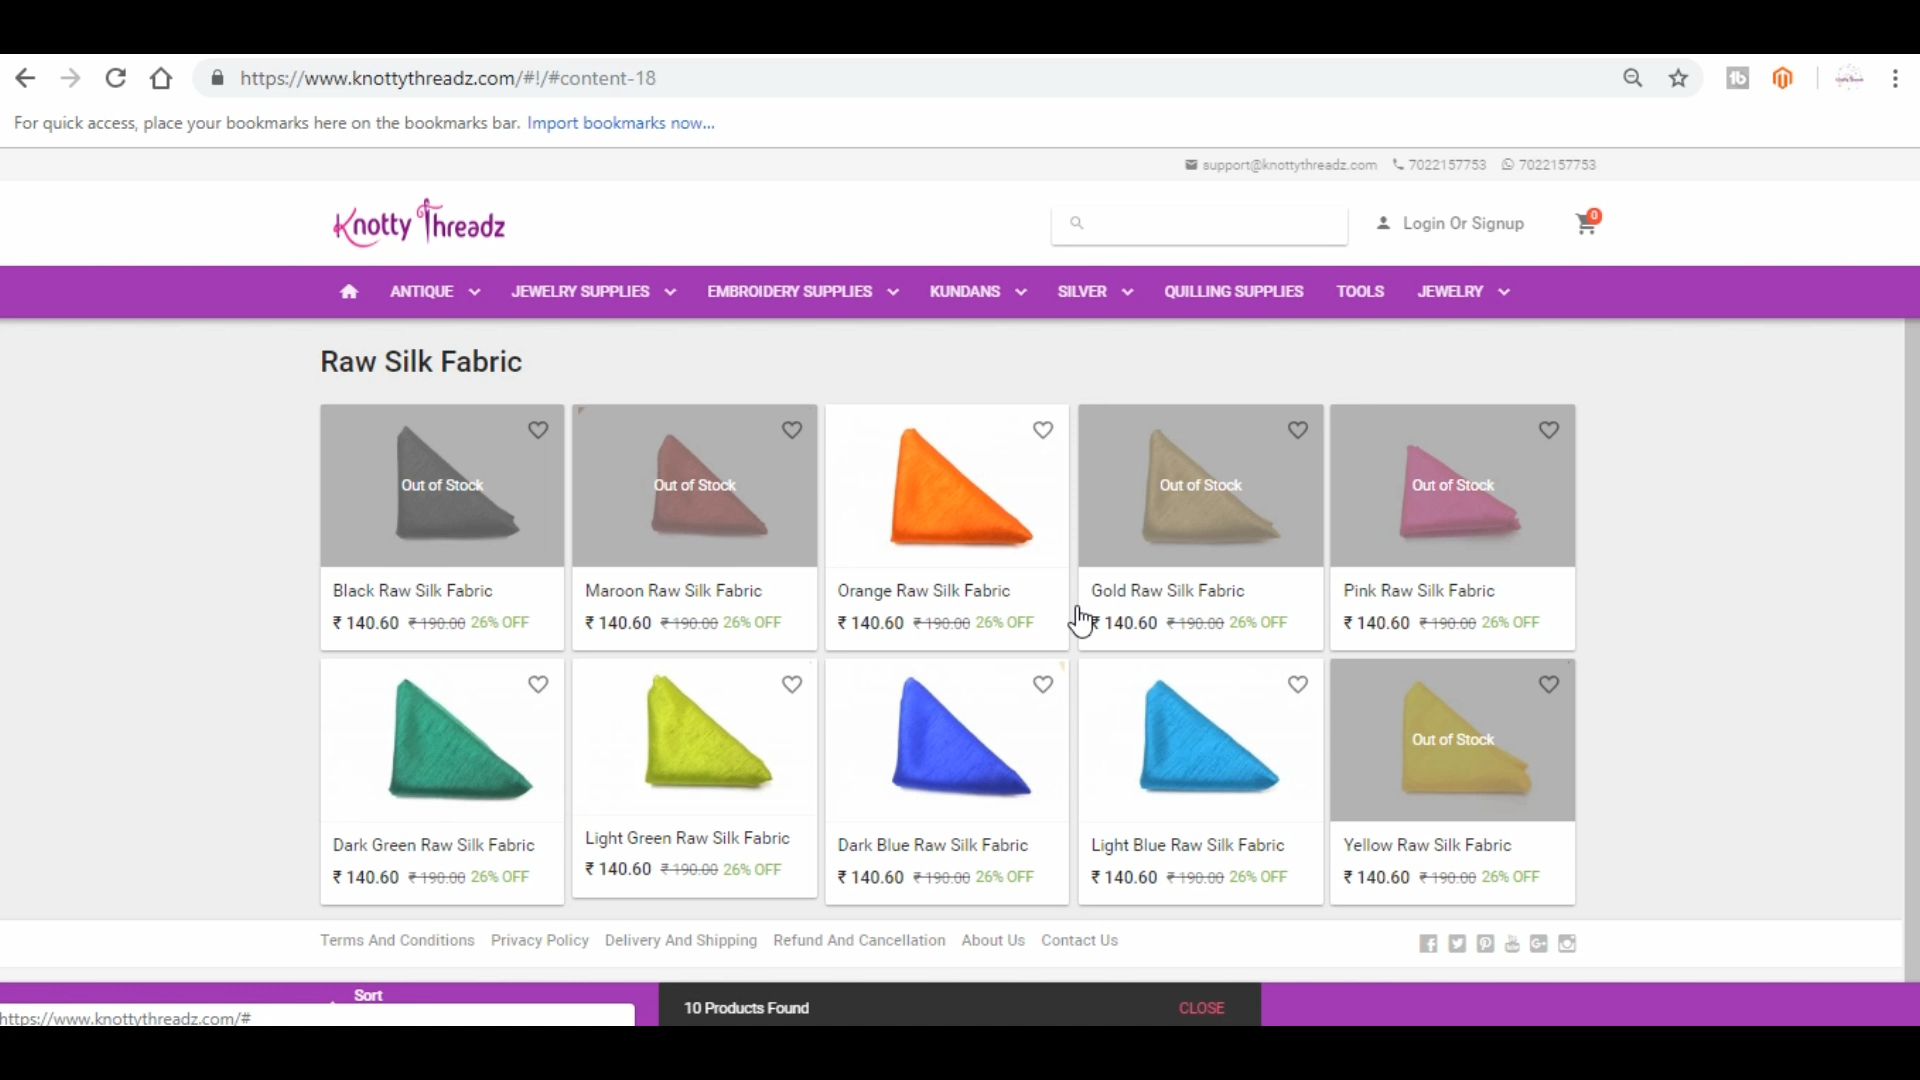 https://www.knottythreadz.com/#!/#content-18
For quick access, place your bookmarks here on the bookmarks bar. Import bookmarks now...
support@knottythreadz.com 7022157753 7022157753
Knotty Threadz
Login Or Signup 0
ANTIQUE JEWELRY SUPPLIES EMBROIDERY SUPPLIES KUNDANS SILVER QUILLING SUPPLIES TOOLS JEWELRY
Raw Silk Fabric
Out of Stock Out of Stock Out of Stock Out of Stock
Black Raw Silk Fabric Maroon Raw Silk Fabric Orange Raw Silk Fabric Gold Raw Silk Fabric Pink Raw Silk Fabric
₹ 140.60 ₹ 190.00 26% OFF ₹ 140.60 ₹ 190.00 26% OFF ₹ 140.60 ₹ 190.00 26% OFF ₹ 140.60 ₹ 190.00 26% OFF ₹ 140.60 ₹ 190.00 26% OFF
Out of Stock
Dark Green Raw Silk Fabric Light Green Raw Silk Fabric Dark Blue Raw Silk Fabric Light Blue Raw Silk Fabric Yellow Raw Silk Fabric
₹ 140.60 ₹ 190.00 26% OFF ₹ 140.60 ₹ 190.00 26% OFF ₹ 140.60 ₹ 190.00 26% OFF ₹ 140.60 ₹ 190.00 26% OFF ₹ 140.60 ₹ 190.00 26% OFF
Terms And Conditions Privacy Policy Delivery And Shipping Refund And Cancellation About Us Contact Us
Sort
10 Products Found CLOSE
https://www.knottythreadz.com/#